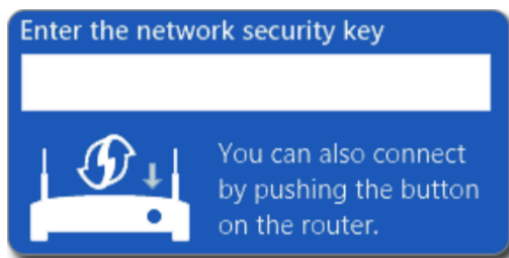 Enter the network security key
You can also connect
by pushing the button
on the router.